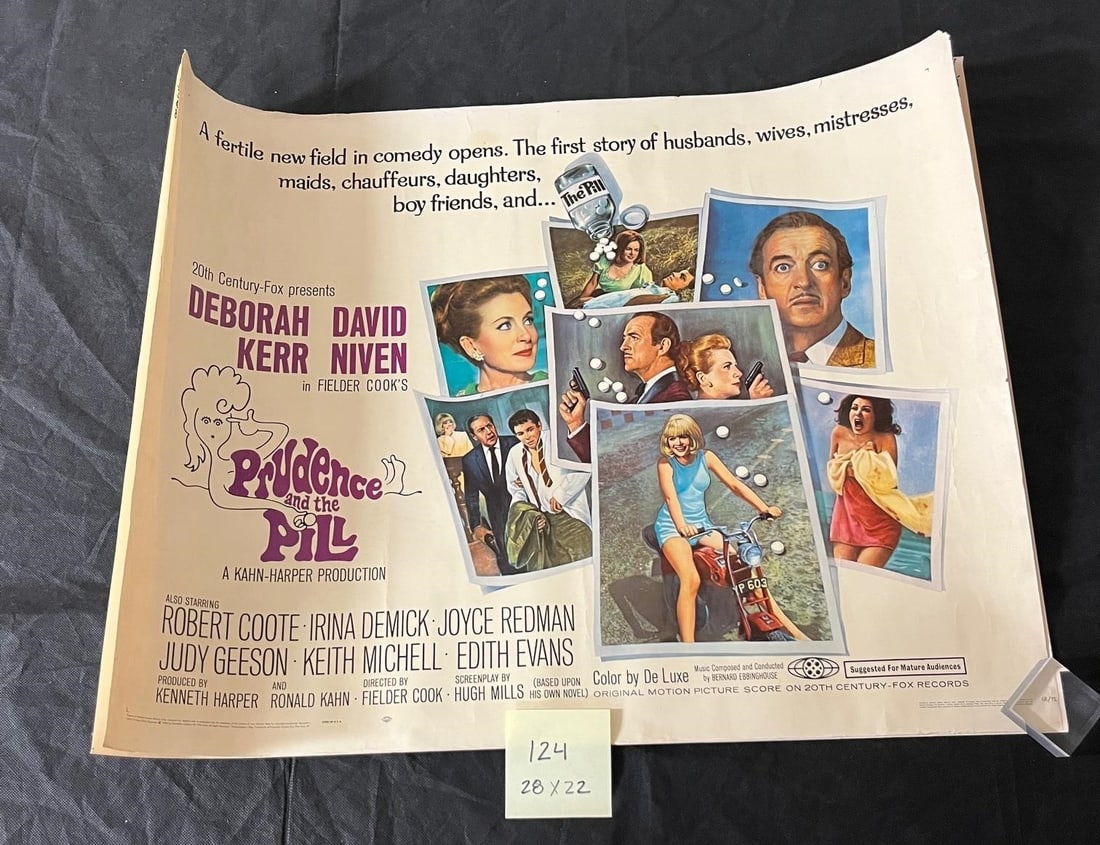 A fertile new field in comedy opens. The first story of husbands, wives, mistresses,
maids, chauffeurs, daughters,
boy friends, and...
The Pill
20th Century-Fox presents
DEBORAH DAVID
KERR NIVEN
in FIELDER COOK'S
Prudence
and the
PILL
A KAHN-HARPER PRODUCTION
P 603
ALSO STARRING
ROBERT COOTE · IRINA DEMICK · JOYCE REDMAN
JUDY GEESON · KEITH MICHELL · EDITH EVANS
PRODUCED BY
KENNETH HARPER
AND
RONALD KAHN
·
DIRECTED BY
FIELDER COOK
·
SCREENPLAY BY
HUGH MILLS
(BASED UPON
HIS OWN NOVEL)
Color by De Luxe
Music Composed and Conducted
by BERNARD EBBINGHOUSE
Suggested For Mature Audiences
ORIGINAL MOTION PICTURE SCORE ON 20TH CENTURY-FOX RECORDS
124
28 X 22